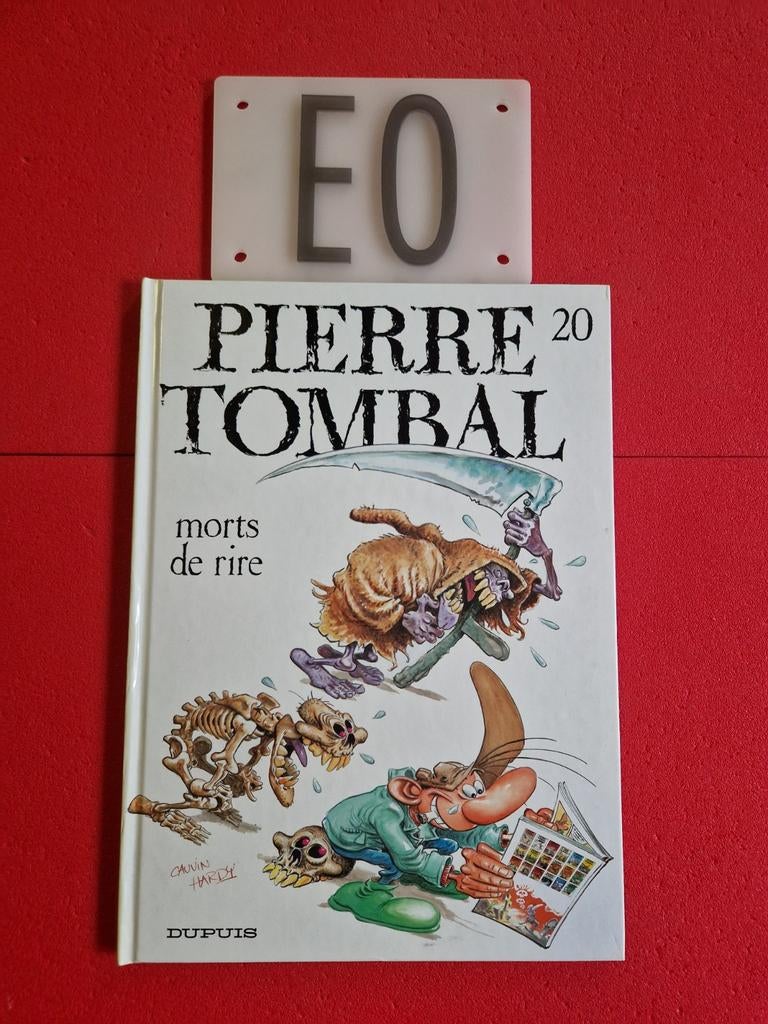 EO
PIERRE 20
TOMBAL
morts
de rire
CAUVIN
HARDY
DUPUIS